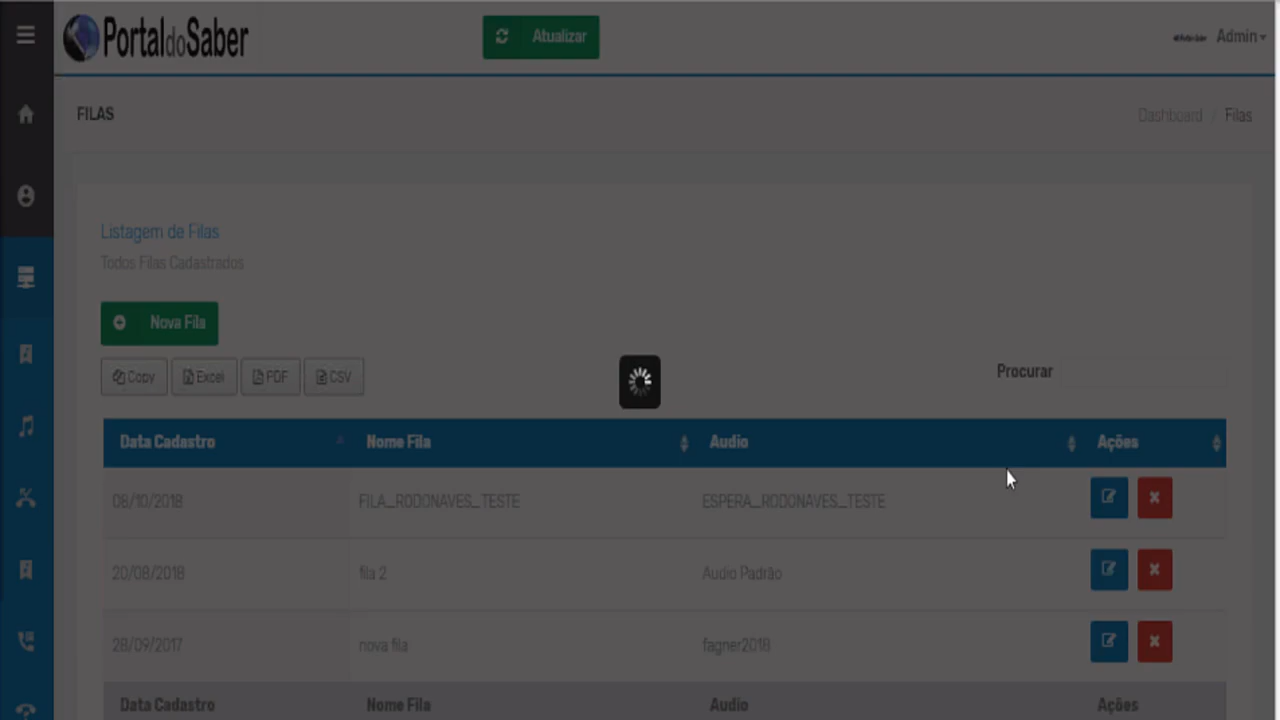 PortaldoSaber
Atualizar
Admin
FILAS
Dashboard / Filas
Listagem de Filas
Todos Filas Cadastrados
Nova Fila
Copy Excel PDF CSV
Procurar
Data Cadastro Nome Fila Audio Ações
08/10/2018 FILA_RODONAVES_TESTE ESPERA_RODONAVES_TESTE
20/08/2018 fila 2 Audio Padrão
28/09/2017 nova fila fagner2018
Data Cadastro Nome Fila Audio Ações